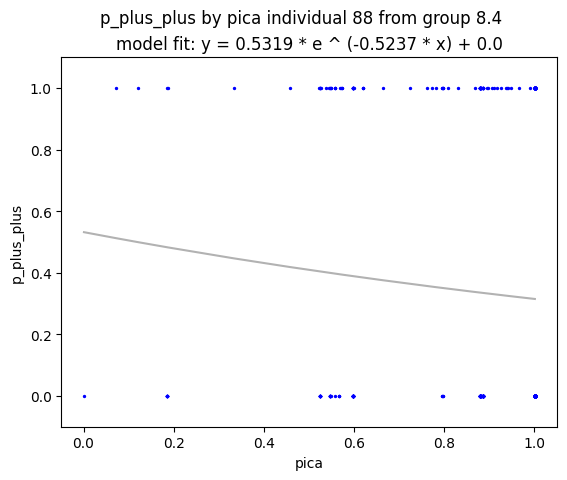 p_plus_plus by pica individual 88 from group 8.4
model fit: y = 0.5319 * e ^ (-0.5237 * x) + 0.0
1.0
0.8
0.6
0.4
0.2
0.0
p_plus_plus
0.0 0.2 0.4 0.6 0.8 1.0
pica